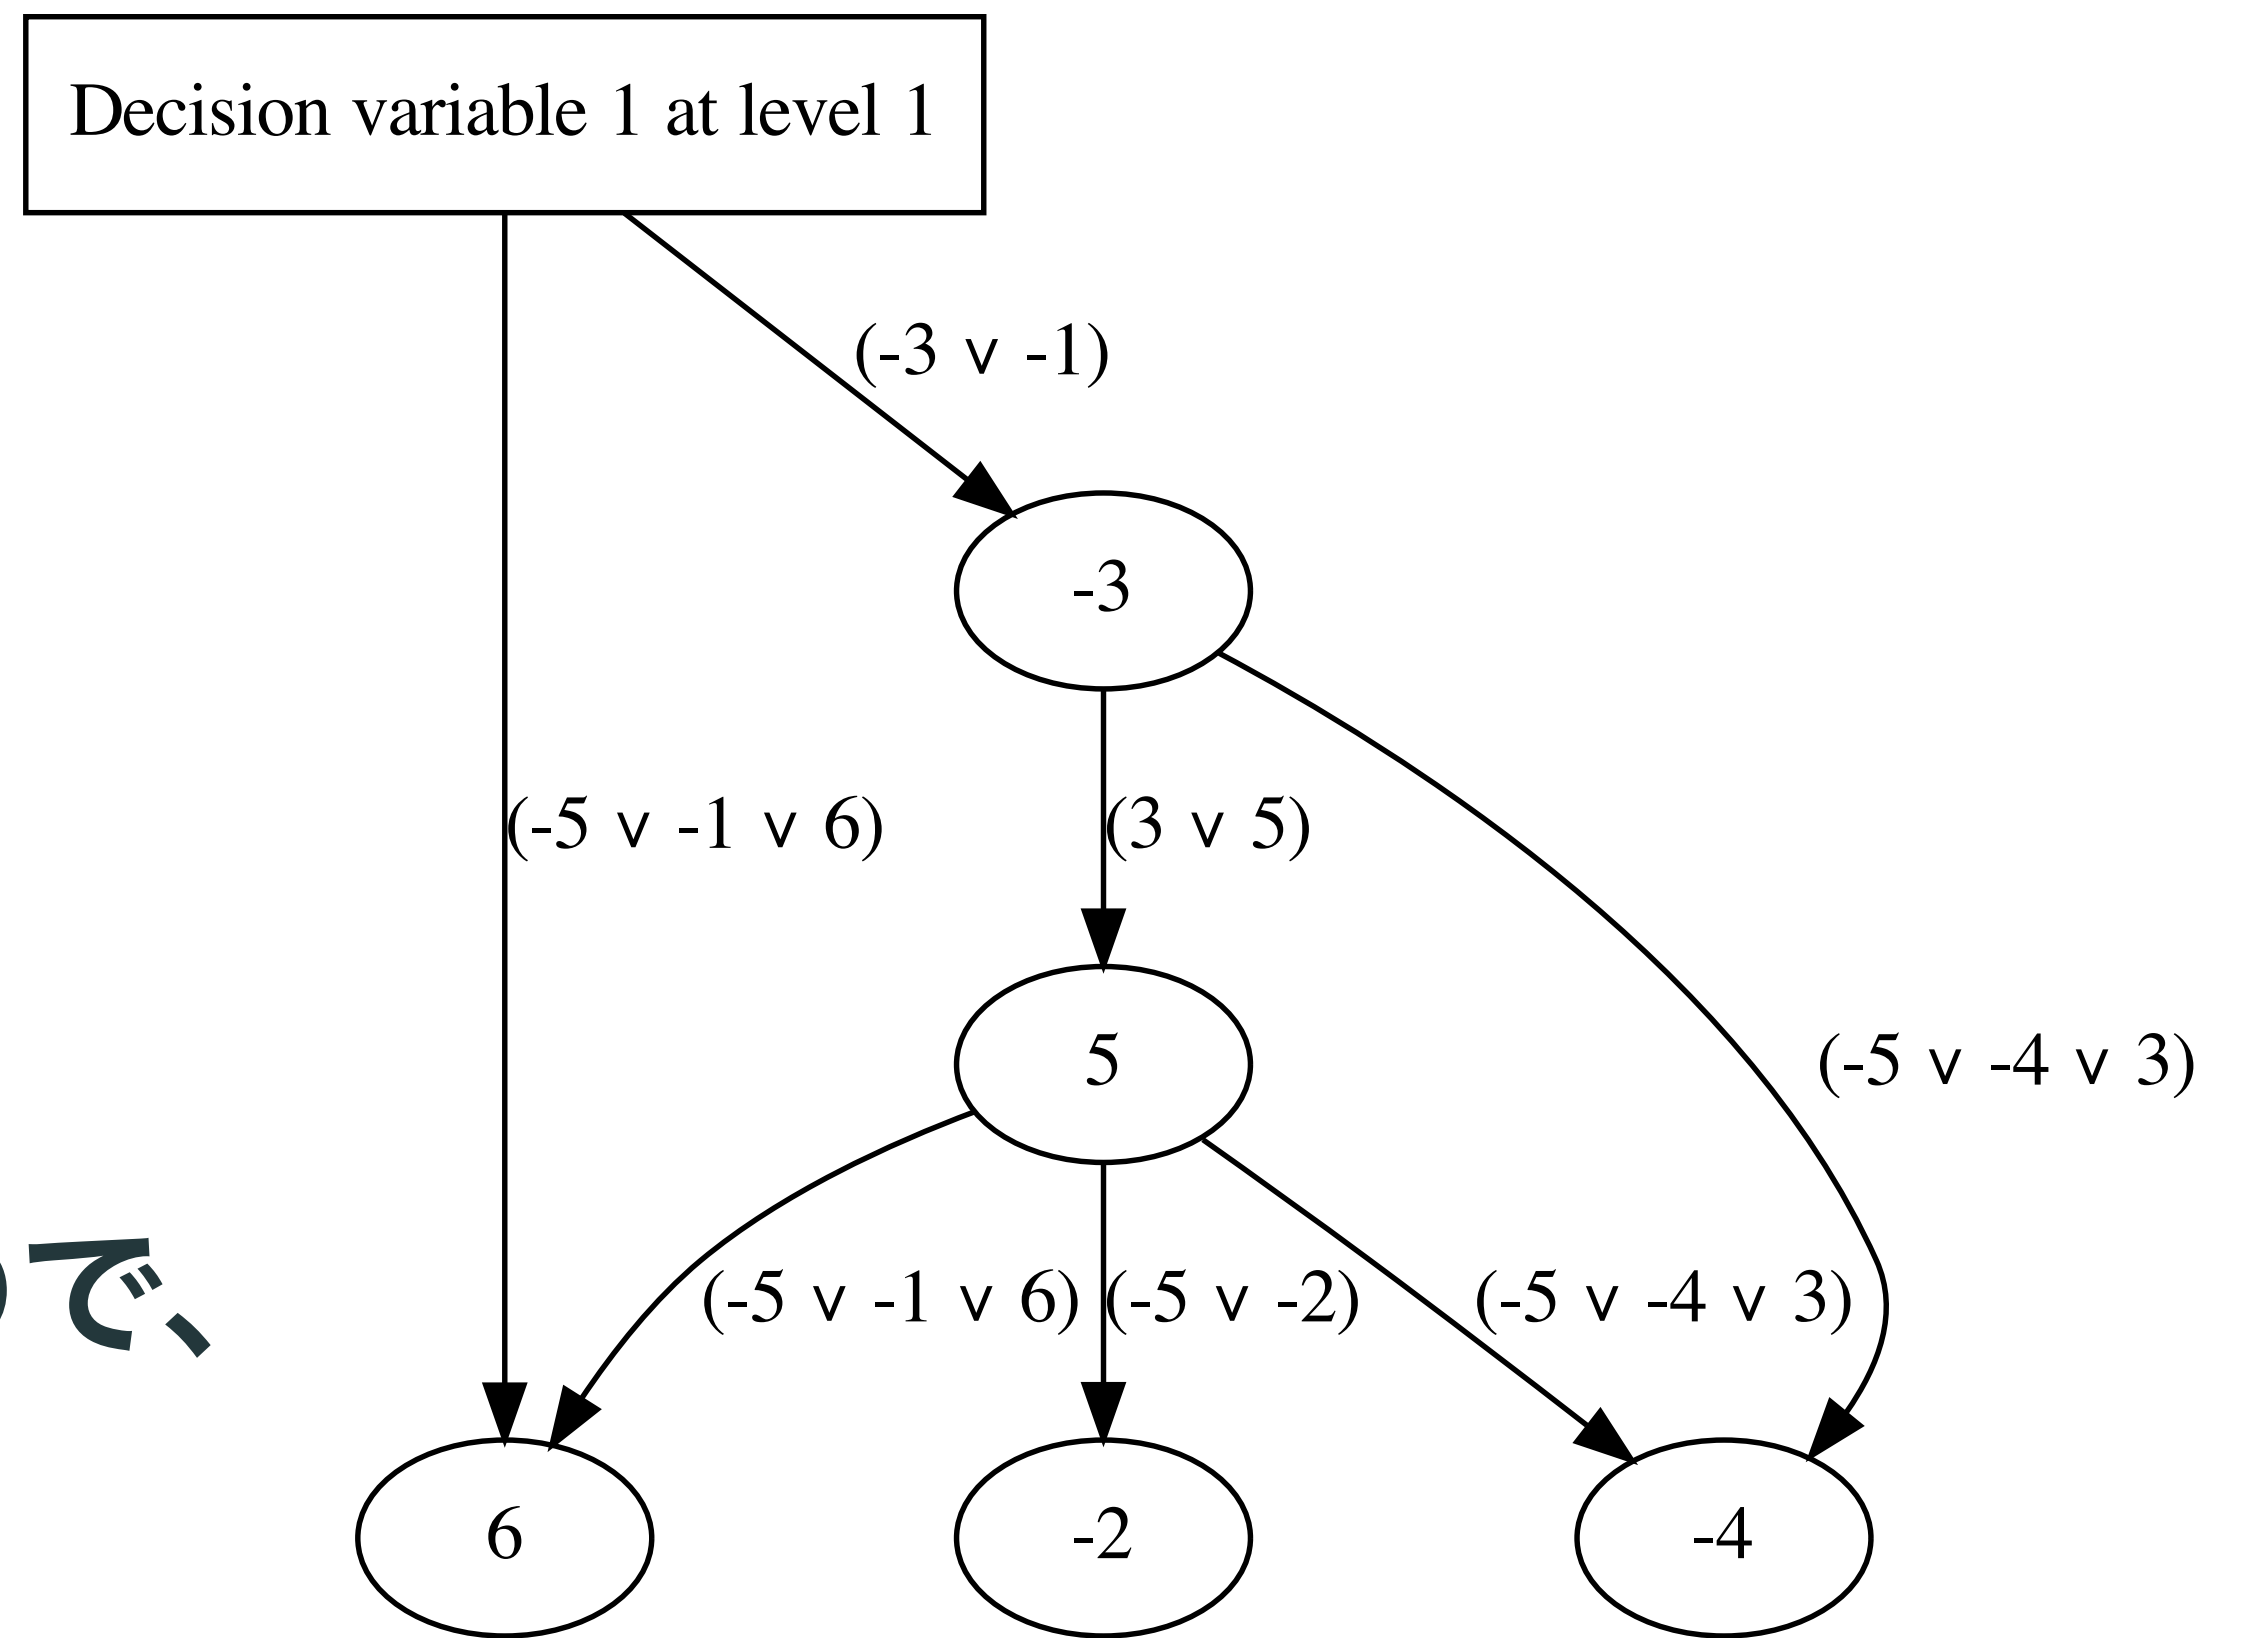 Decision variable 1 at level 1
(-3 ∨ -1)
-3
(-5 ∨ -1 ∨ 6)
(3 ∨ 5)
5
(-5 ∨ -4 ∨ 3)
(-5 ∨ -1 ∨ 6)
(-5 ∨ -2)
(-5 ∨ -4 ∨ 3)
で、
6
-2
-4